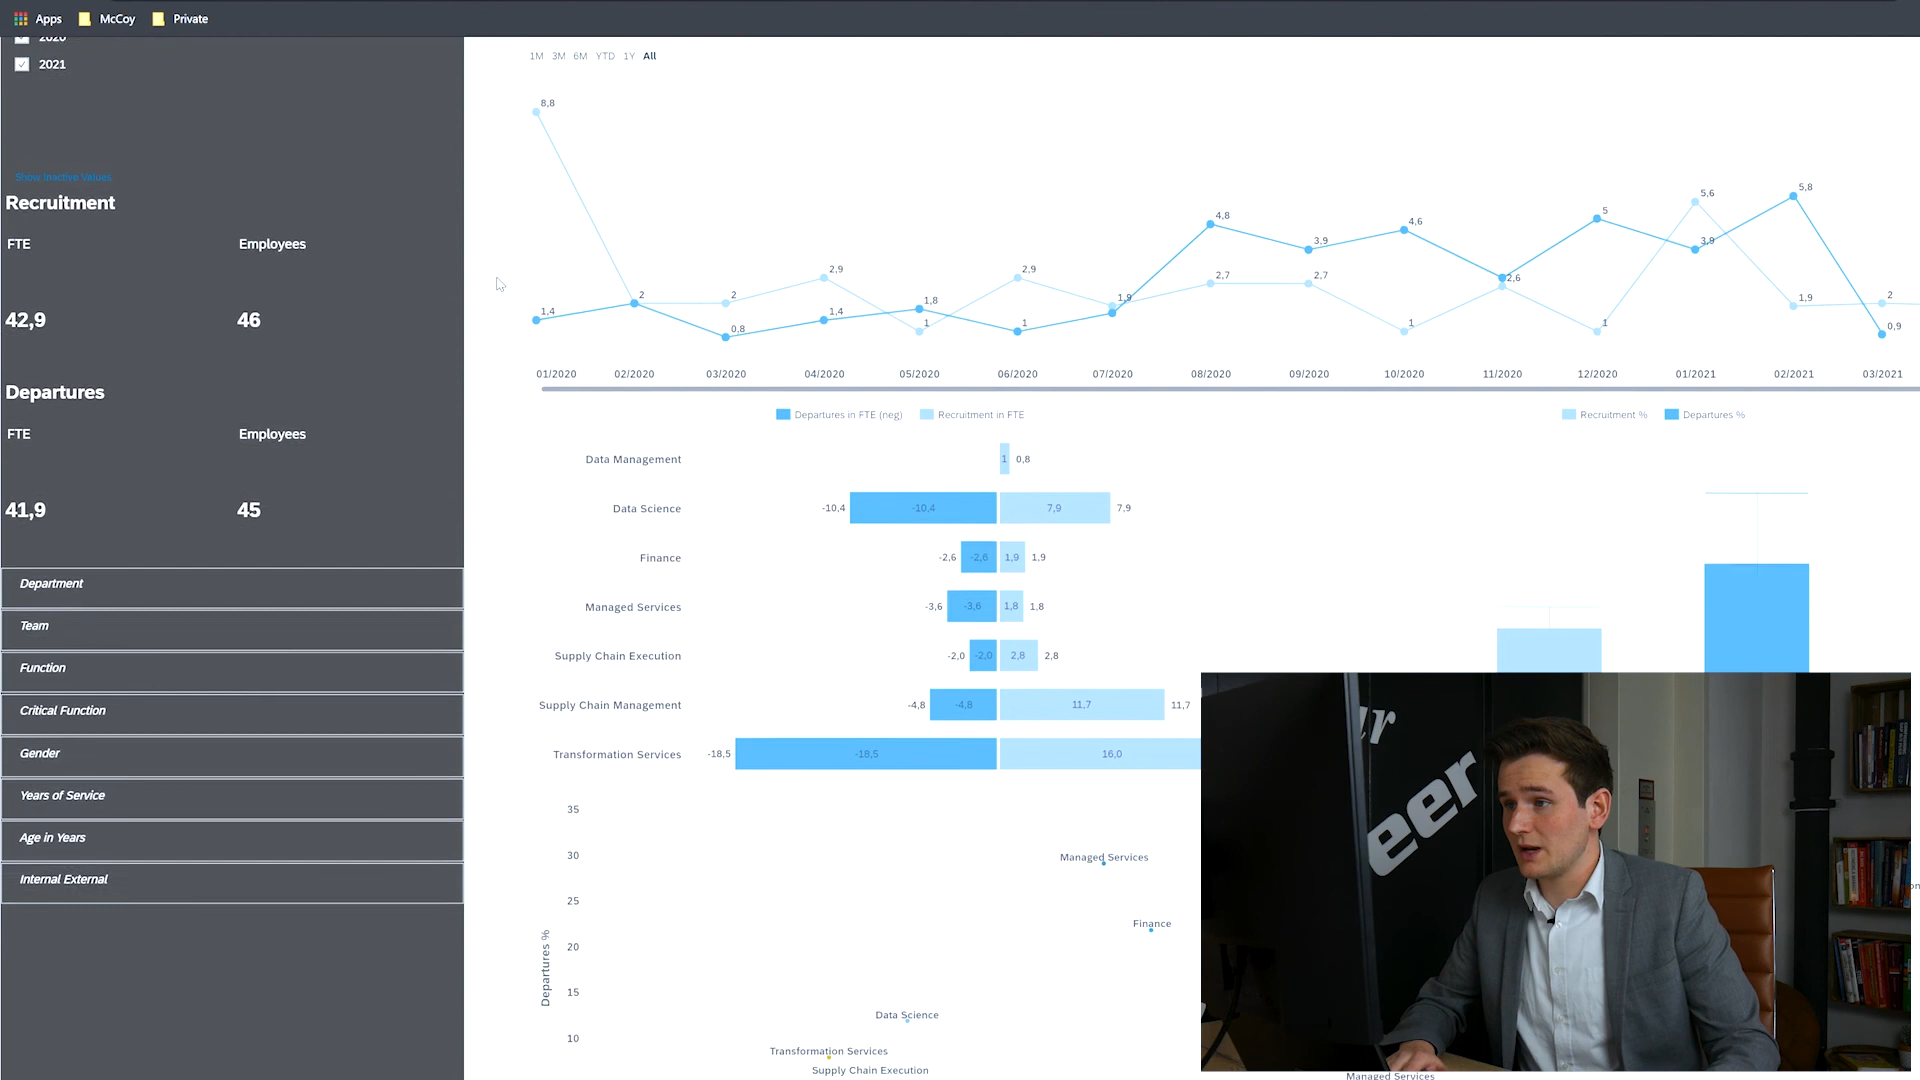 Apps McCoy Private
2020
2021
Show Inactive Values
Recruitment
FTE Employees
42,9 46
Departures
FTE Employees
41,9 45
Department
Team
Function
Critical Function
Gender
Years of Service
Age in Years
Internal External
1M 3M 6M YTD 1Y All
8,8
5,8
5,6
4,8
5
4,6
3,9
3,9
2,9
2,9
2,7
2,7
2,6
2
2
1,8
1,9
1,9
2
1,4
1,4
0,8
1
1
1
1
0,9
01/2020 02/2020 03/2020 04/2020 05/2020 06/2020 07/2020 08/2020 09/2020 10/2020 11/2020 12/2020 01/2021 02/2021 03/2021
Departures in FTE (neg) Recruitment in FTE
Recruitment % Departures %
Data Management 1 0,8
Data Science -10,4 -10,4 7,9 7,9
Finance -2,6 -2,6 1,9 1,9
Managed Services -3,6 -3,6 1,8 1,8
Supply Chain Execution -2,0 -2,0 2,8 2,8
Supply Chain Management -4,8 -4,8 11,7 11,7
Transformation Services -18,5 -18,5 16,0
35
30
25
20
15
10
Departures %
Managed Services
Finance
Data Science
Transformation Services
Supply Chain Execution
eer
Managed Services